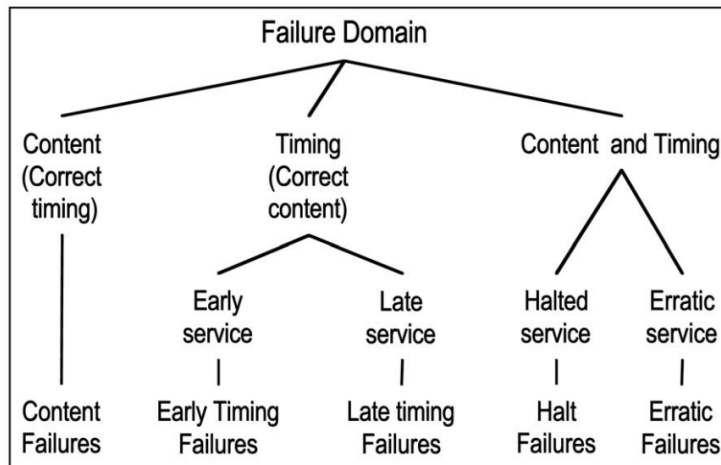 Failure Domain
Content
(Correct
timing)
Timing
(Correct
content)
Content and Timing
Early
service
Late
service
Halted
service
Erratic
service
Content
Failures
Early Timing
Failures
Late timing
Failures
Halt
Failures
Erratic
Failures